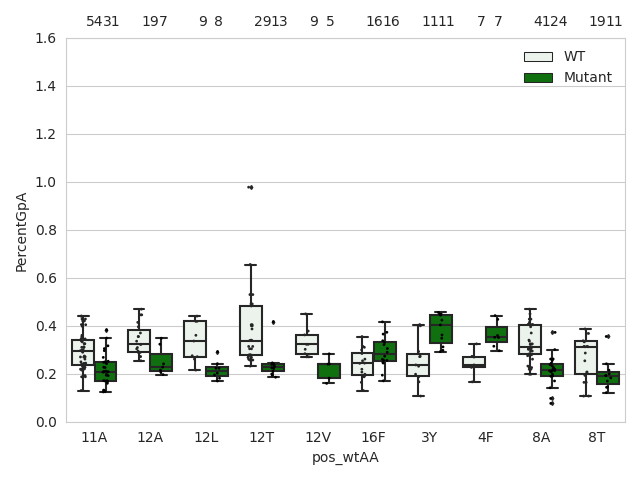 5431 197 9 8 2913 9 5 1616 1111 7 7 4124 1911
1.6
1.4
1.2
1.0
0.8
0.6
0.4
0.2
0.0
PercentGpA
WT
Mutant
11A 12A 12L 12T 12V 16F 3Y 4F 8A 8T
pos_wtAA